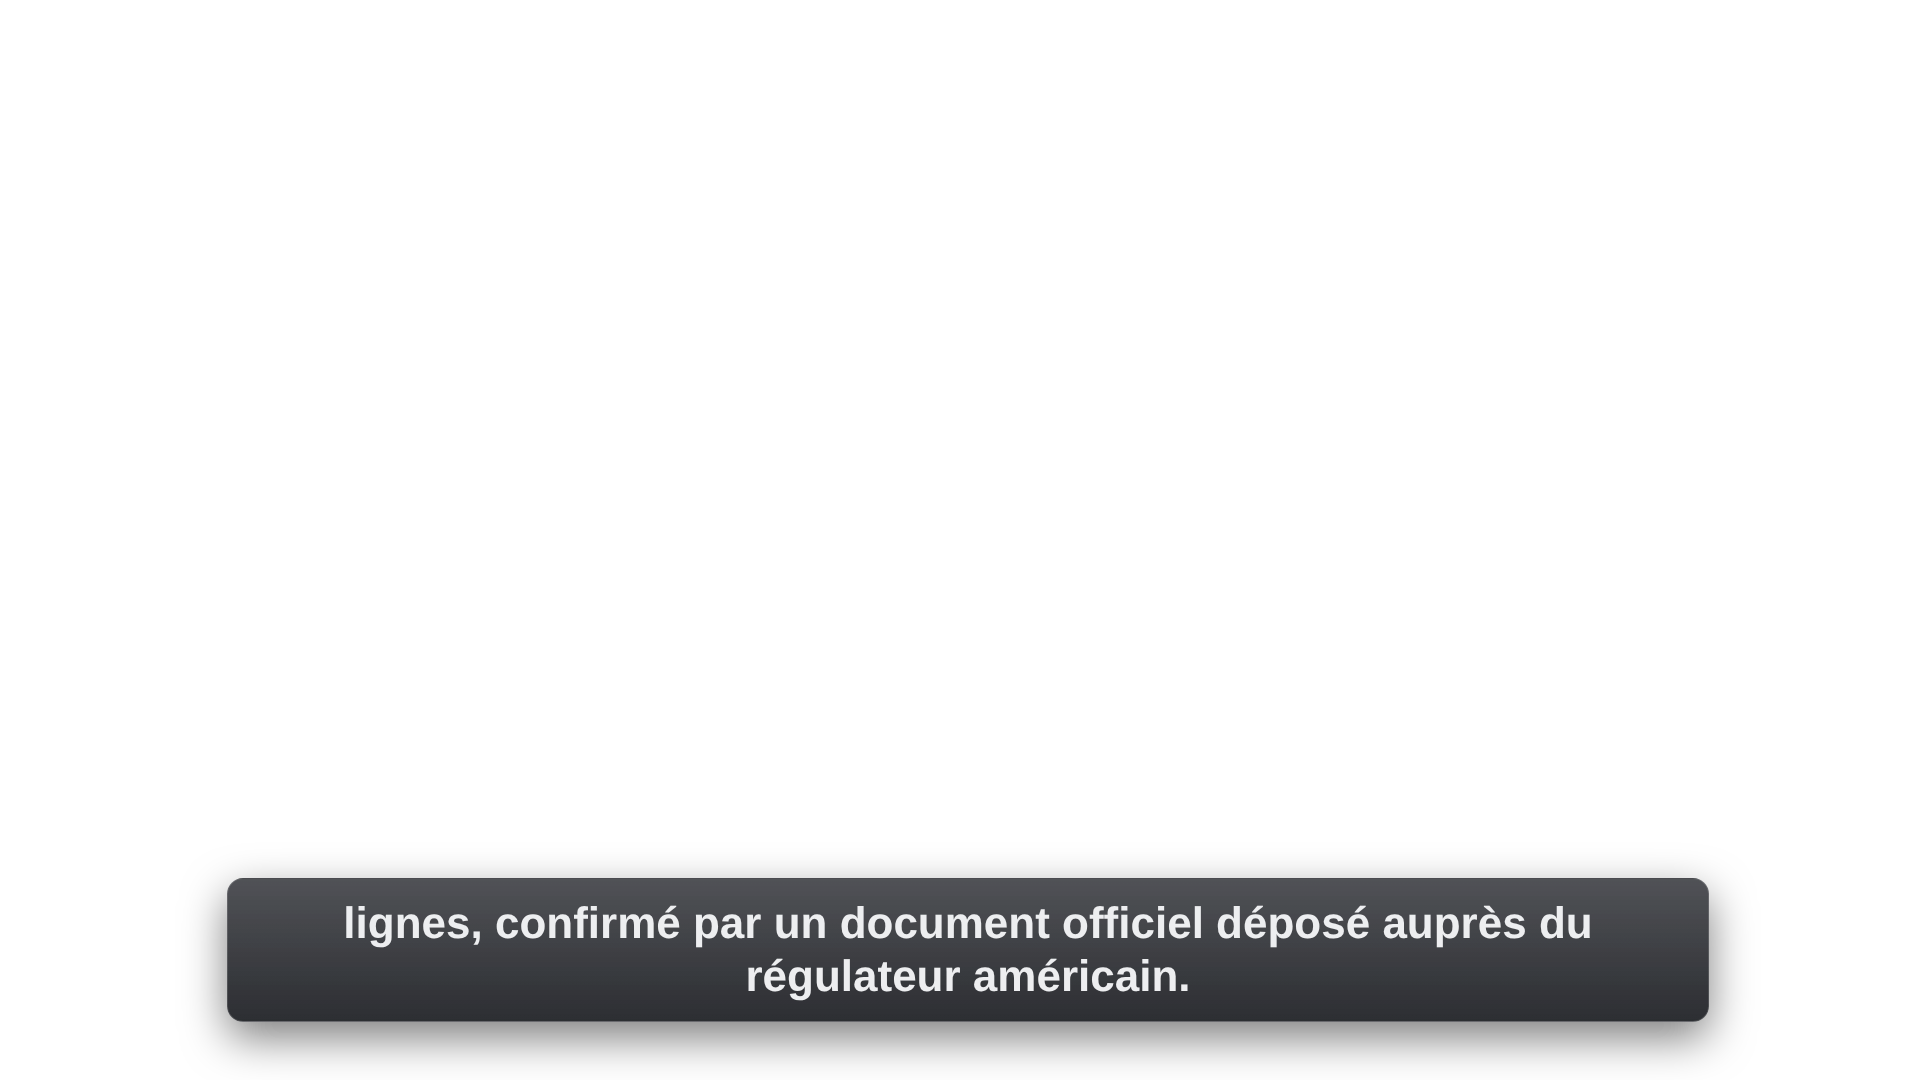 lignes, confirmé par un document officiel déposé auprès du
régulateur américain.